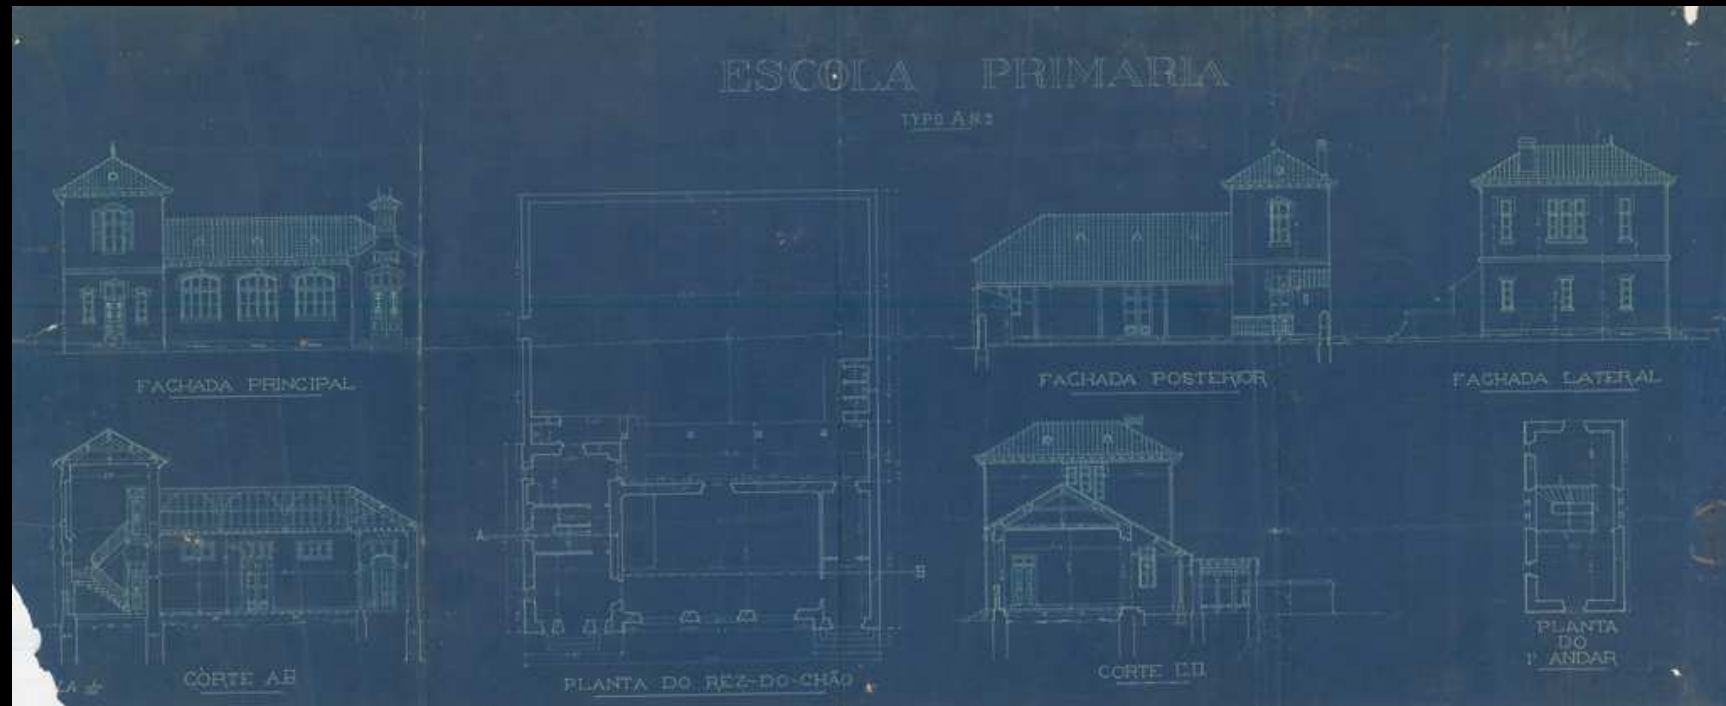 ESCOLA PRIMARIA
TYPO A Nº 2
FACHADA PRINCIPAL
FACHADA POSTERIOR
FACHADA LATERAL
A
B
CORTE AB
PLANTA DO REZ-DO-CHÃO
CORTE C.D.
PLANTA
DO
1º ANDAR